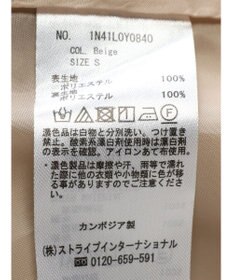 NO. 1N41L0Y0840
COL. Beige
SIZE S
表生地
ポリエステル 100%
裏生地
ポリエステル 100%
濃色品は白物と分別洗い。つけ置き
禁止。酸素系漂白剤使用時は漂白剤
の表示を確認。アイロンあて布使用。
・濃色製品は摩擦や汗、雨等で濡れ
た際に他の衣類や小物類に色が移
る事がありますのでご注意くださ
い。
カンボジア製
(株)ストライプインターナショナル
0120-659-591